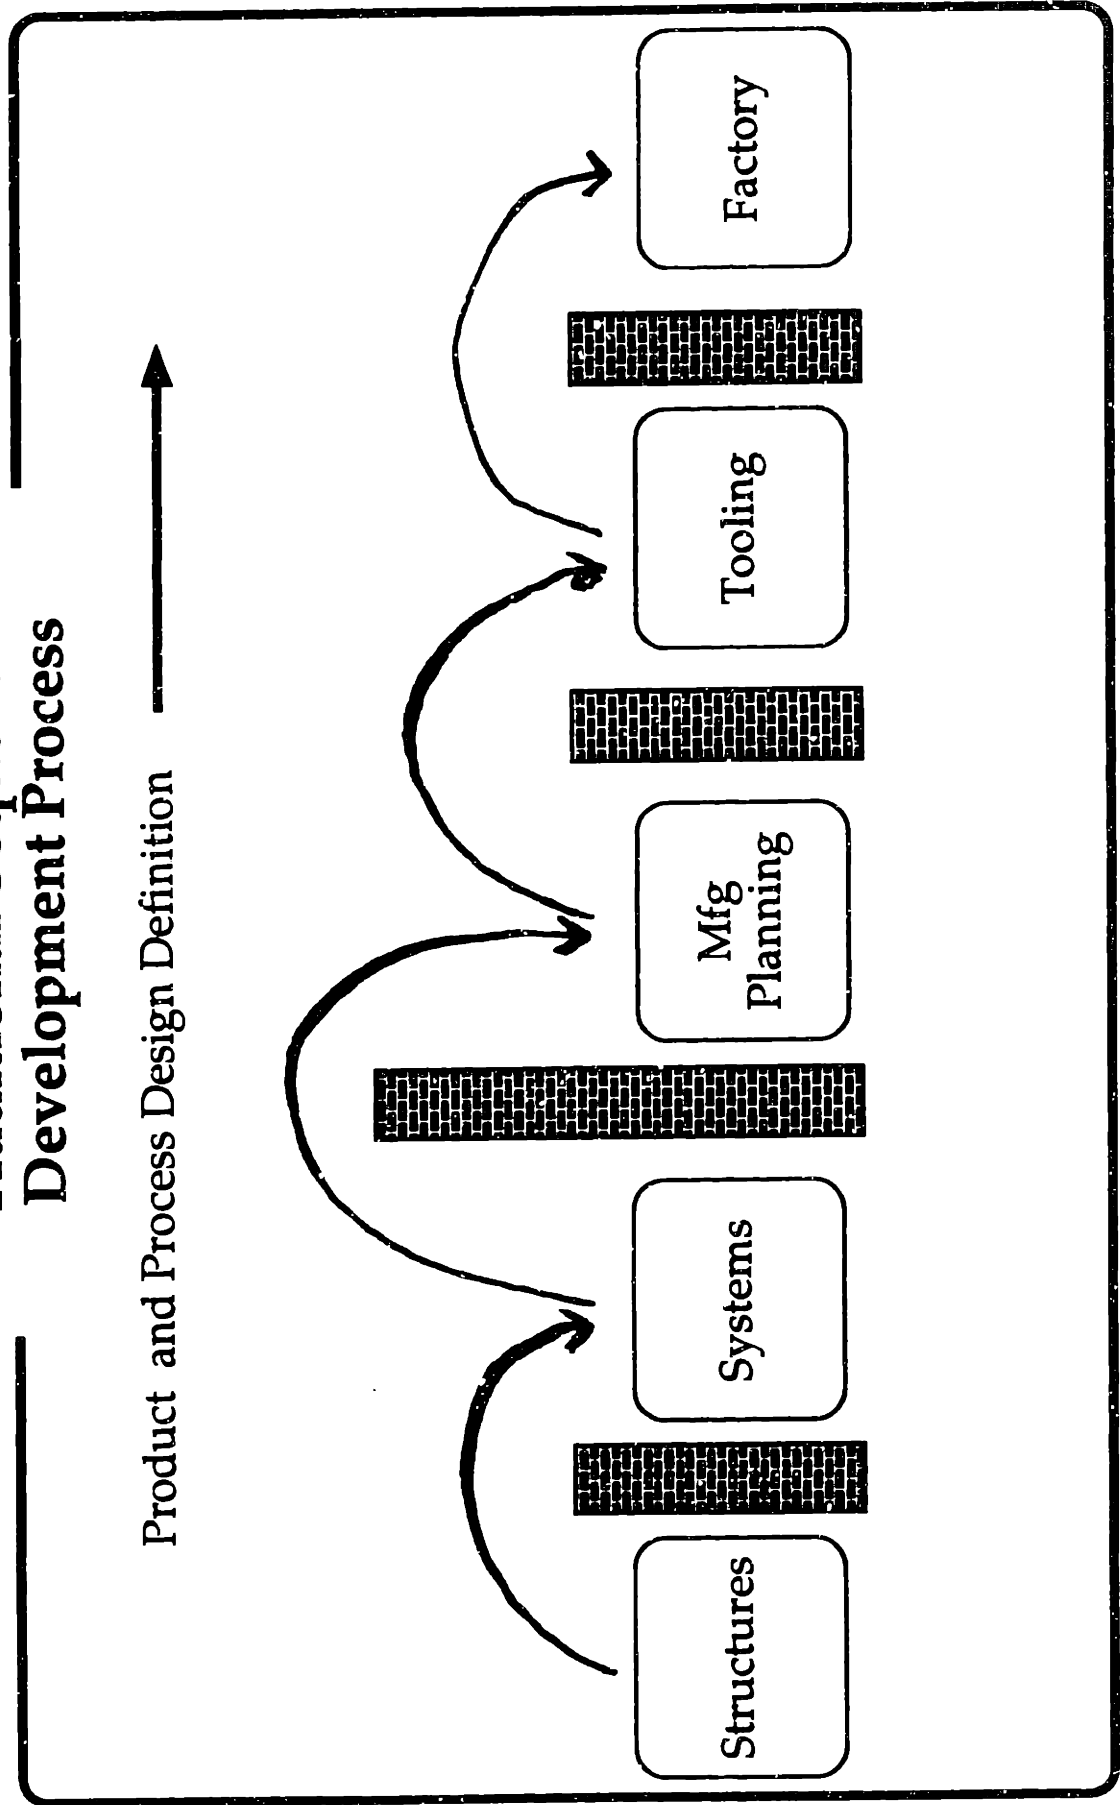 Development Process
Product and Process Design Definition
Structures
Systems
Mfg
Planning
Tooling
Factory